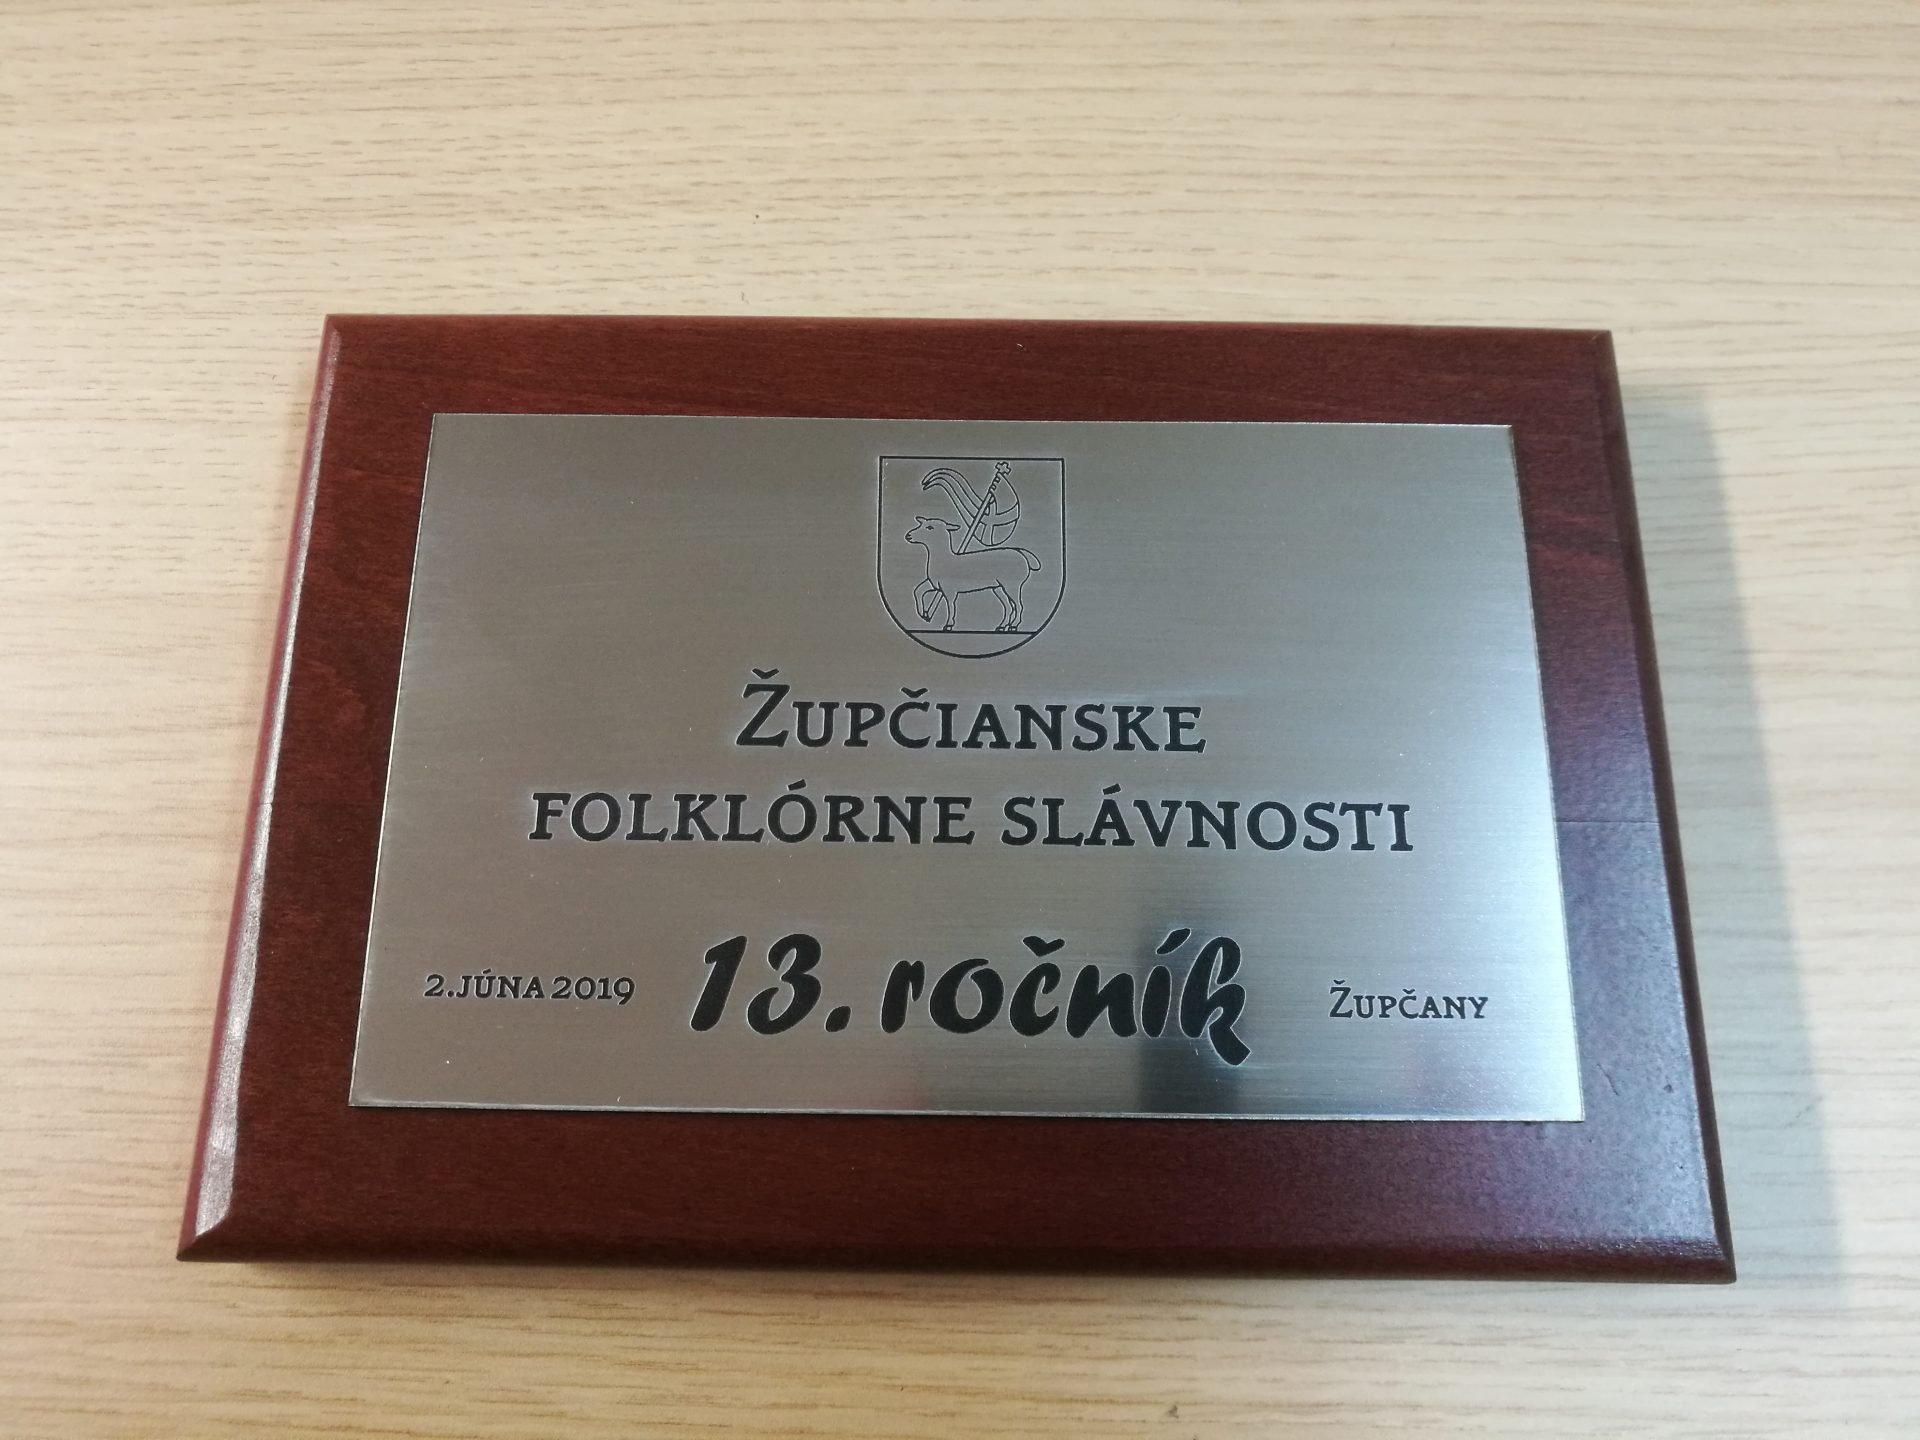 ŽUPČIANSKE
FOLKLÓRNE SLÁVNOSTI
2.JÚNA 2019 13. ročník ŽUPČANY